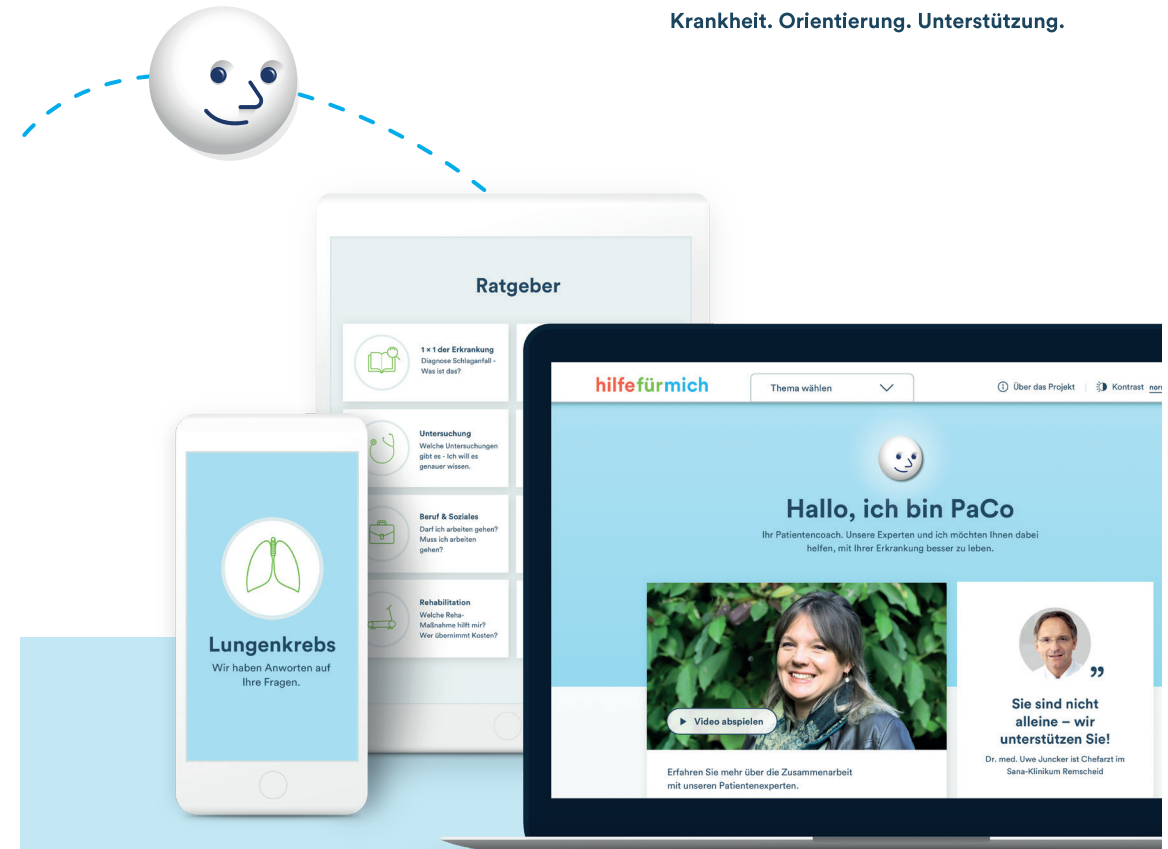 Krankheit. Orientierung. Unterstützung.
Ratgeber
1 x 1 der Erkrankung
Diagnose Schlaganfall -
Was ist das?
Untersuchung
Welche Untersuchungen
gibt es - Ich will es
genauer wissen.
Beruf & Soziales
Darf ich arbeiten gehen?
Muss ich arbeiten
gehen?
Rehabilitation
Welche Reha-
Maßnahme hilft mir?
Wer übernimmt Kosten?
Lungenkrebs
Wir haben Anworten auf
Ihre Fragen.
hilfefürmich
Thema wählen
Über das Projekt
Kontrast
Hallo, ich bin PaCo
Ihr Patientencoach. Unsere Experten und ich möchten Ihnen dabei
helfen, mit Ihrer Erkrankung besser zu leben.
Video abspielen
Erfahren Sie mehr über die Zusammenarbeit
mit unseren Patientenexperten.
”
Sie sind nicht
alleine – wir
unterstützen Sie!
Dr. med. Uwe Juncker ist Chefarzt im
Sana-Klinikum Remscheid